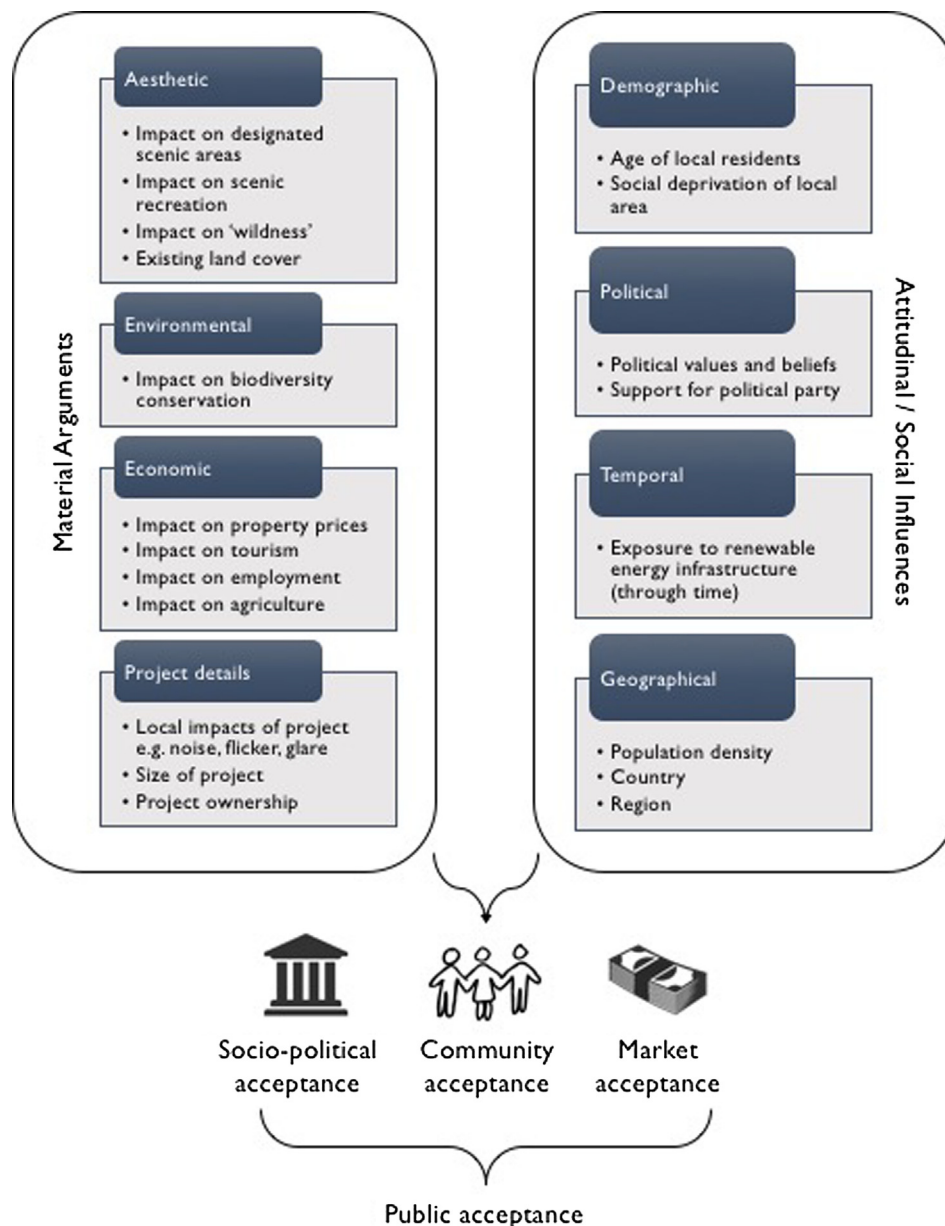 Material Arguments
Aesthetic
• Impact on designated
scenic areas
• Impact on scenic
recreation
• Impact on ‘wildness’
• Existing land cover
Environmental
• Impact on biodiversity
conservation
Economic
• Impact on property prices
• Impact on tourism
• Impact on employment
• Impact on agriculture
Project details
• Local impacts of project
e.g. noise, flicker, glare
• Size of project
• Project ownership
Attitudinal / Social Influences
Demographic
• Age of local residents
• Social deprivation of local
area
Political
• Political values and beliefs
• Support for political party
Temporal
• Exposure to renewable
energy infrastructure
(through time)
Geographical
• Population density
• Country
• Region
Socio-political
acceptance
Community
acceptance
Market
acceptance
Public acceptance